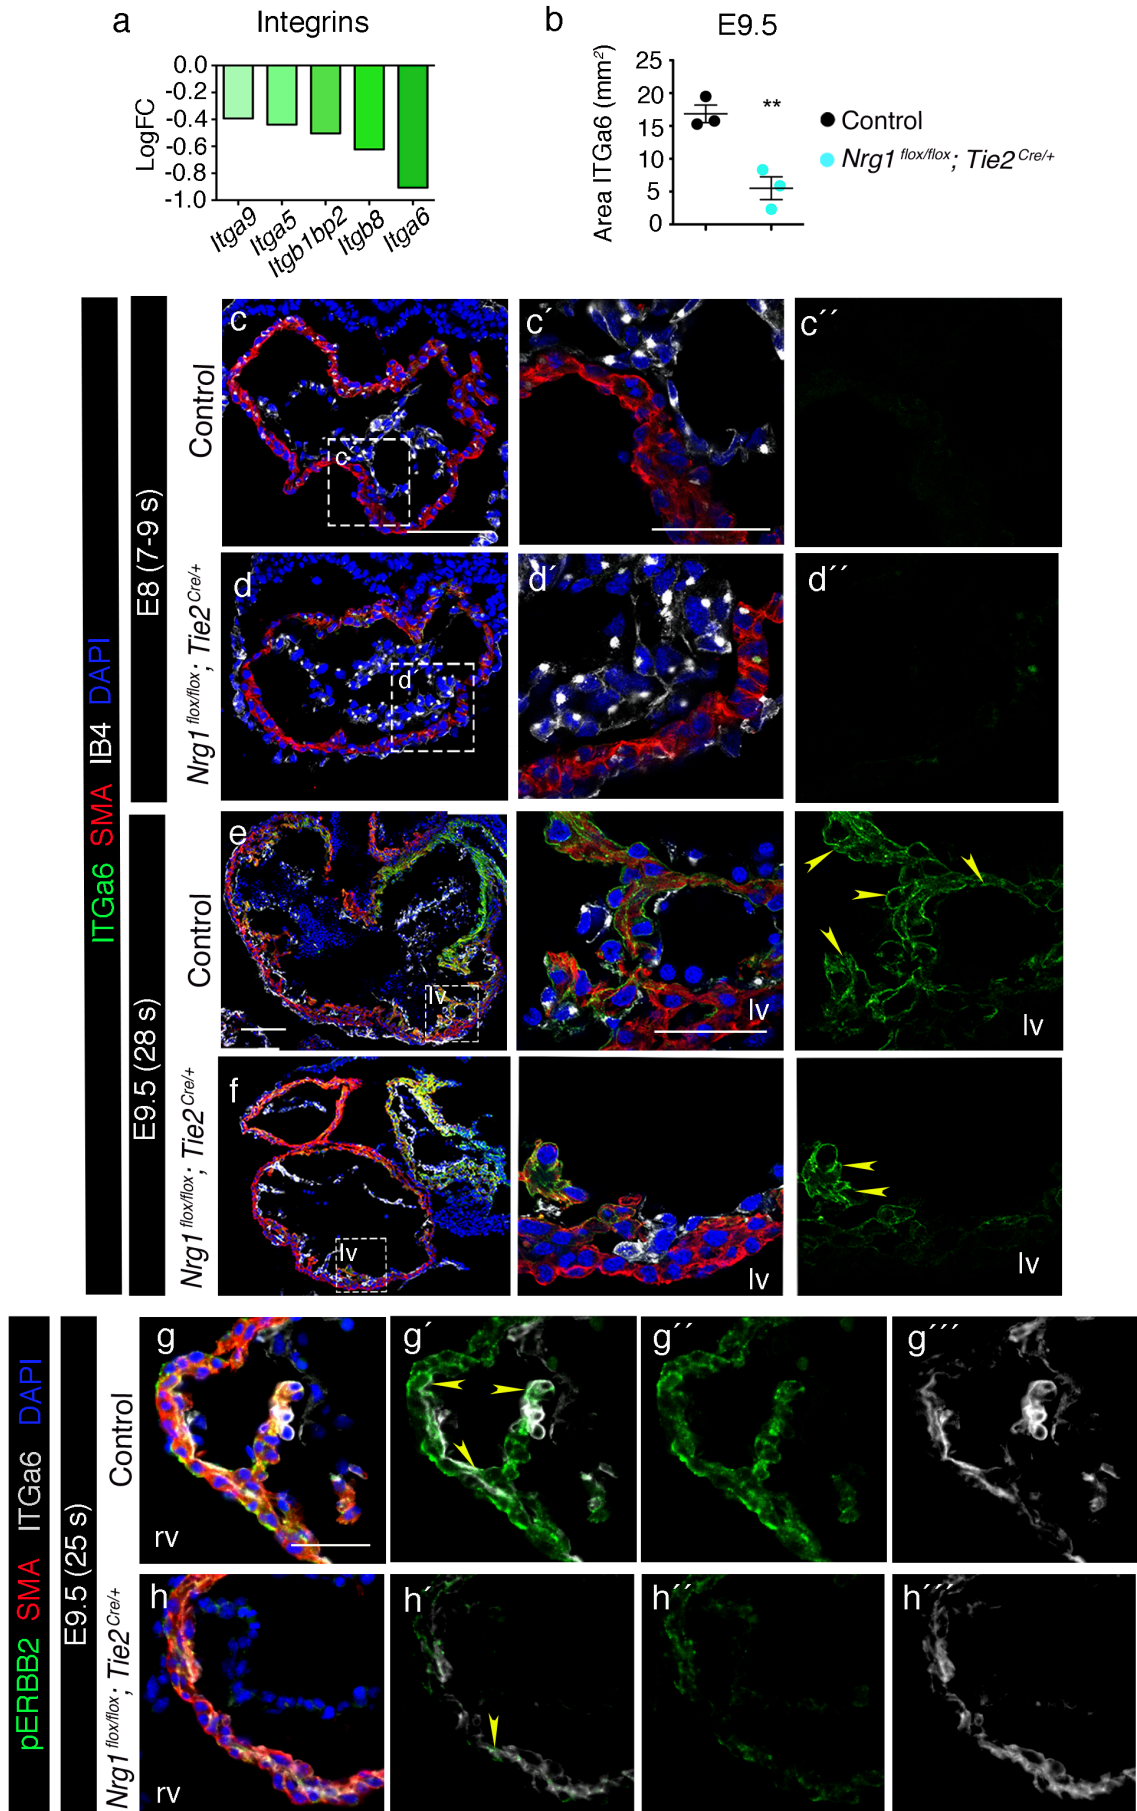 a Integrins
LogFC
0.0
-0.2
-0.4
-0.6
-0.8
-1.0
Itga9 Itga5 Itgb1bp2 Itgb8 Itga6
b E9.5
Area ITGa6 (mm²)
25
20
15
10
5
0
**
Control
Nrg1 flox/flox; Tie2 Cre/+
ITGa6 SMA IB4 DAPI
E8 (7-9 s)
Control
c c´ c´´
c´
Nrg1 flox/flox; Tie2 Cre/+
d d´ d´´
d´
E9.5 (28 s)
Control
e
lv lv lv
Nrg1 flox/flox; Tie2 Cre/+
f
lv lv lv
pERBB2 SMA ITGa6 DAPI
E9.5 (25 s)
Control
g g´ g´´ g´´´
rv
Nrg1 flox/flox; Tie2 Cre/+
h h´ h´´ h´´´
rv